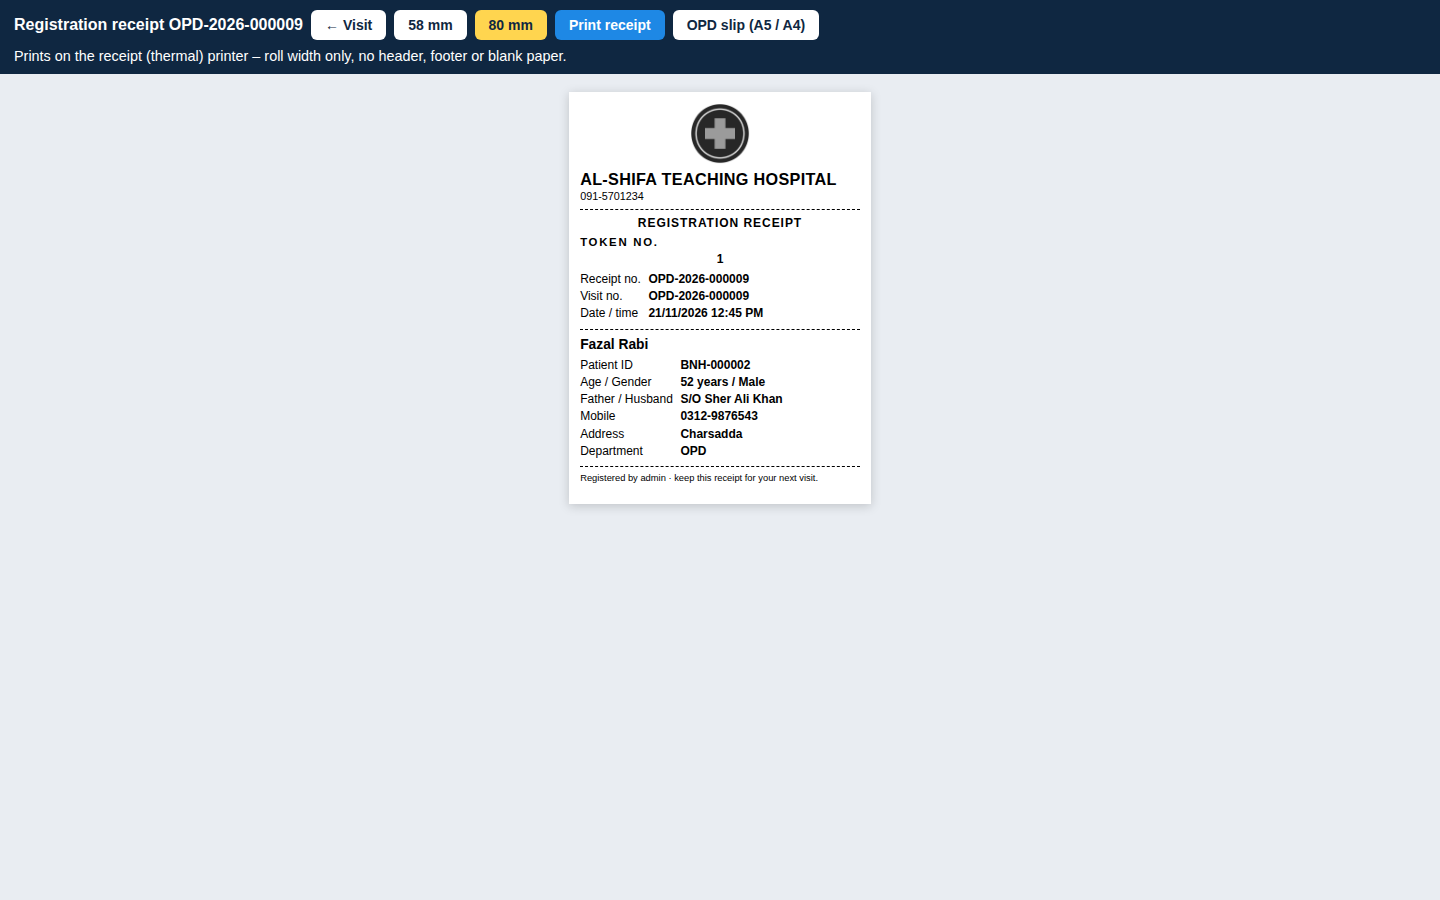 Registration receipt OPD-2026-000009 ← Visit 58 mm 80 mm Print receipt OPD slip (A5 / A4)
Prints on the receipt (thermal) printer – roll width only, no header, footer or blank paper.
AL-SHIFA TEACHING HOSPITAL
091-5701234
REGISTRATION RECEIPT
TOKEN NO.
1
Receipt no. OPD-2026-000009
Visit no. OPD-2026-000009
Date / time 21/11/2026 12:45 PM
Fazal Rabi
Patient ID BNH-000002
Age / Gender 52 years / Male
Father / Husband S/O Sher Ali Khan
Mobile 0312-9876543
Address Charsadda
Department OPD
Registered by admin · keep this receipt for your next visit.